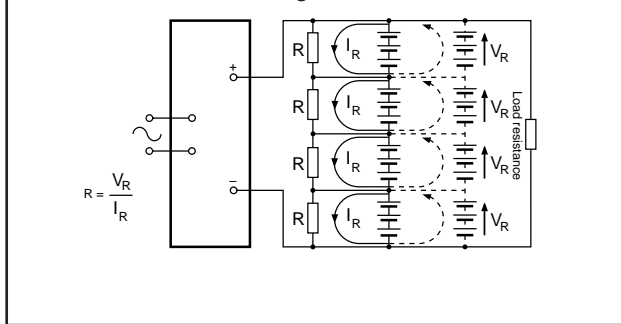 R
I_R
V_R
+
R
I_R
V_R
Load resistance
R
I_R
V_R
R = V_R / I_R
−
R
I_R
V_R